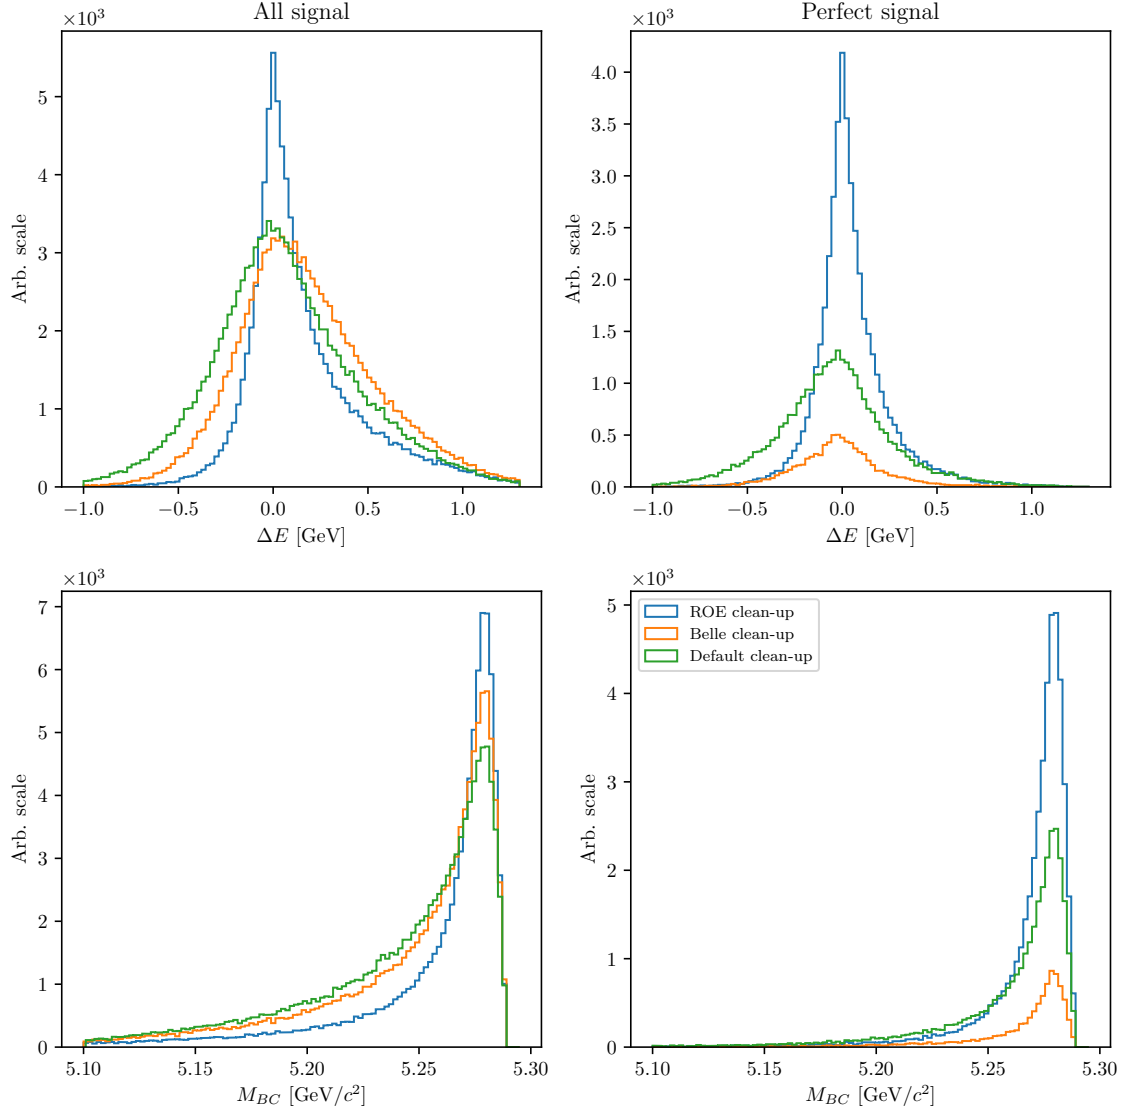 All signal
×10³
5
4
3
2
1
0
Arb. scale
−1.0 −0.5 0.0 0.5 1.0
ΔE [GeV]
Perfect signal
×10³
4.0
3.5
3.0
2.5
2.0
1.5
1.0
0.5
0.0
Arb. scale
−1.0 −0.5 0.0 0.5 1.0
ΔE [GeV]
×10³
7
6
5
4
3
2
1
0
Arb. scale
5.10 5.15 5.20 5.25 5.30
M_{BC} [GeV/c²]
×10³
5
4
3
2
1
0
Arb. scale
ROE clean-up
Belle clean-up
Default clean-up
5.10 5.15 5.20 5.25 5.30
M_{BC} [GeV/c²]